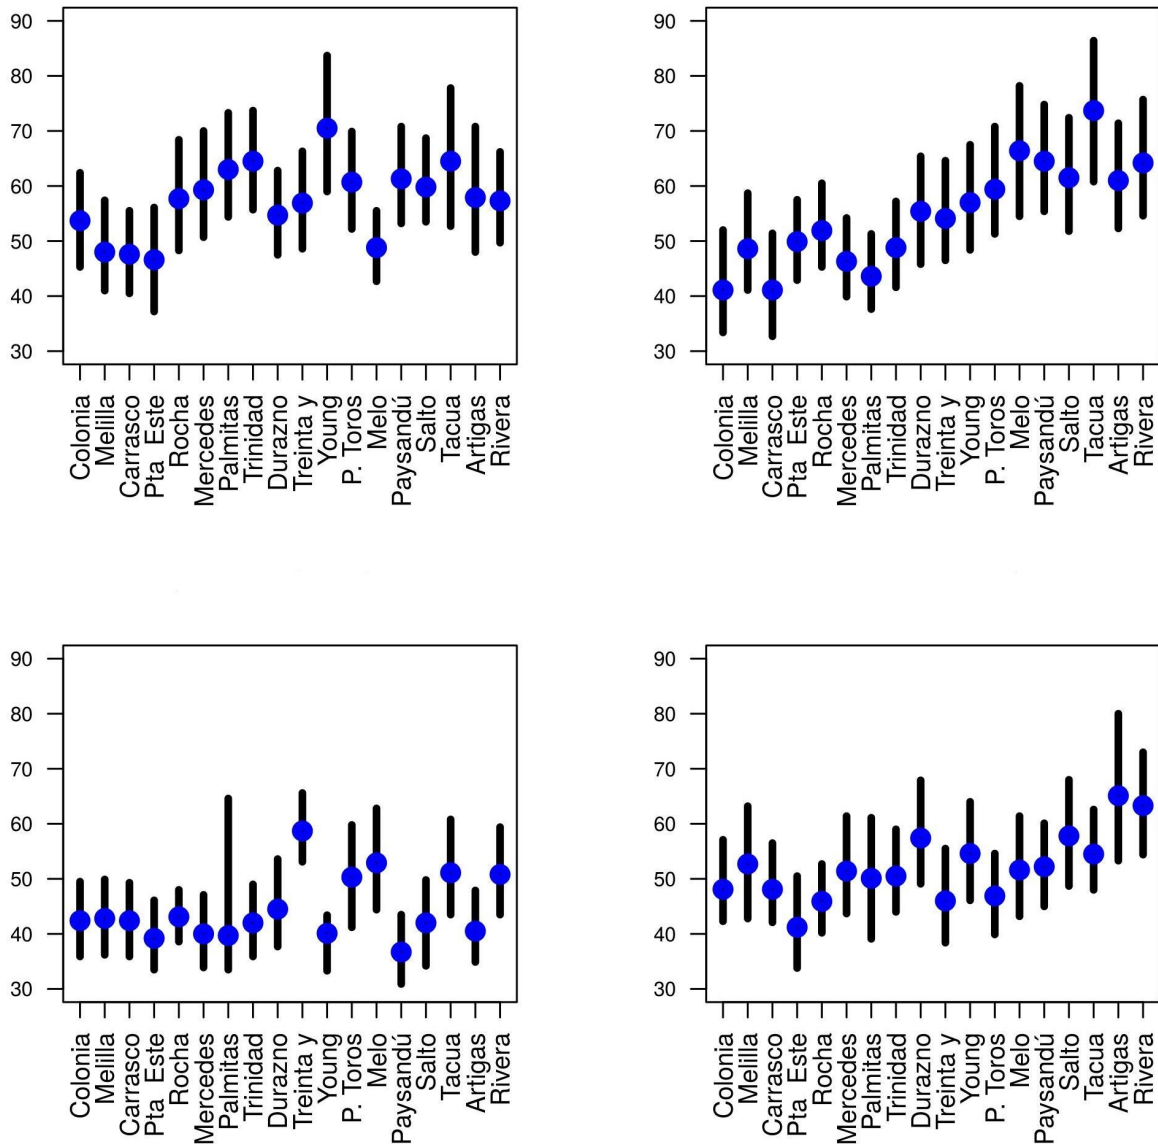 90
80
70
60
50
40
30
Colonia
Melilla
Carrasco
Pta Este
Rocha
Mercedes
Palmitas
Trinidad
Durazno
Treinta y
Young
P. Toros
Melo
Paysandú
Salto
Tacua
Artigas
Rivera
90
80
70
60
50
40
30
Colonia
Melilla
Carrasco
Pta Este
Rocha
Mercedes
Palmitás
Trinidad
Durazno
Treinta y
Young
P. Toros
Melo
Paysandú
Salto
Tacua
Artigas
Rivera
90
80
70
60
50
40
30
Colonia
Melilla
Carrasco
Pta Este
Rocha
Mercedes
Palmitas
Trinidad
Durazno
Treinta y
Young
P. Toros
Melo
Paysandú
Salto
Tacua
Artigas
Rivera
90
80
70
60
50
40
30
Colonia
Melilla
Carrasco
Pta Este
Rocha
Mercedes
Palmitás
Trinidad
Durazno
Treinta y
Young
P. Toros
Melo
Paysandú
Salto
Tacua
Artigas
Rivera